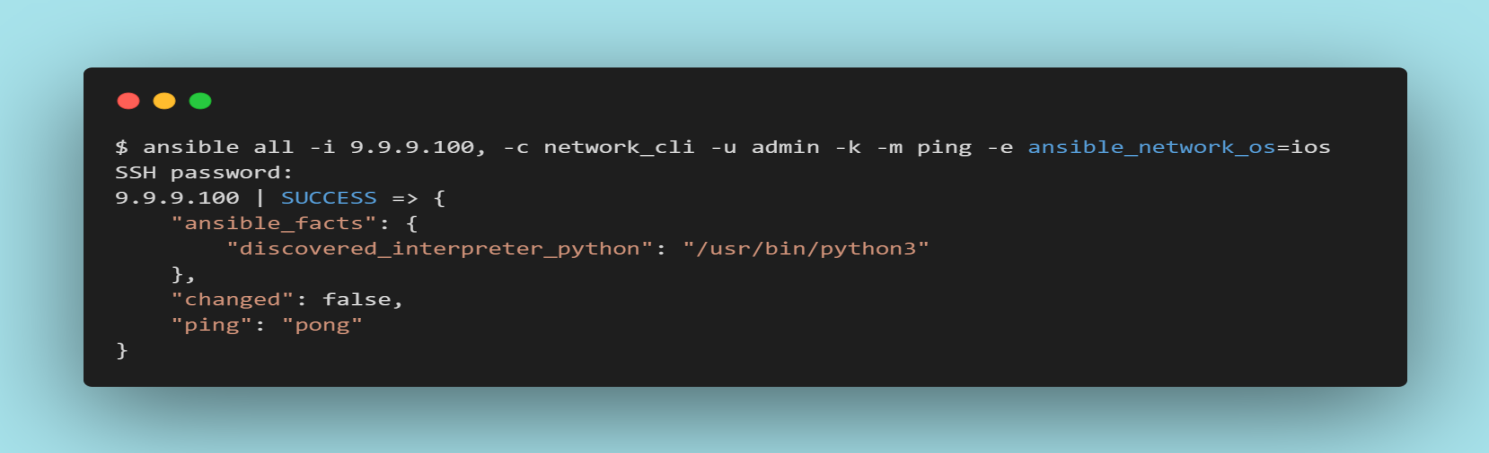 $ ansible all -i 9.9.9.100, -c network_cli -u admin -k -m ping -e ansible_network_os=ios
SSH password:
9.9.9.100 | SUCCESS => {
    "ansible_facts": {
        "discovered_interpreter_python": "/usr/bin/python3"
    },
    "changed": false,
    "ping": "pong"
}